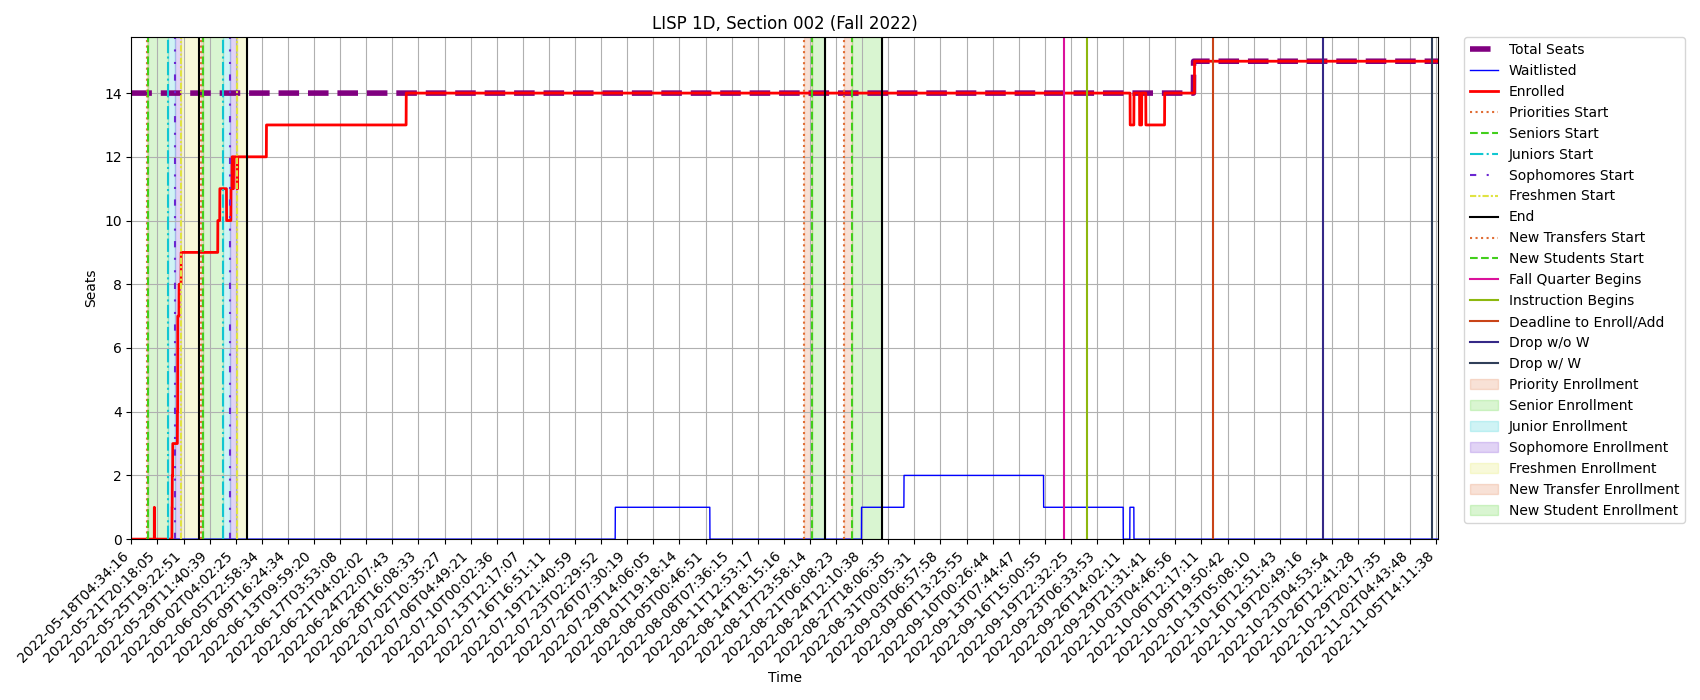 LISP 1D, Section 002 (Fall 2022)
Seats
14
12
10
8
6
4
2
0
2022-05-18T04:34:16
2022-05-21T20:18:05
2022-05-25T19:22:51
2022-05-29T11:40:39
2022-06-02T04:02:25
2022-06-05T22:58:34
2022-06-09T16:24:34
2022-06-13T09:59:20
2022-06-17T03:53:08
2022-06-21T04:02:02
2022-06-24T22:07:43
2022-06-28T16:08:33
2022-07-02T10:35:27
2022-07-06T04:49:21
2022-07-10T00:02:36
2022-07-13T12:17:07
2022-07-16T16:51:11
2022-07-19T21:40:59
2022-07-23T02:29:52
2022-07-26T07:30:19
2022-07-29T14:06:05
2022-08-01T19:18:14
2022-08-05T00:46:51
2022-08-08T07:36:15
2022-08-11T12:53:17
2022-08-14T18:15:16
2022-08-17T23:58:14
2022-08-21T06:08:23
2022-08-24T12:10:38
2022-08-27T18:06:35
2022-08-31T00:05:31
2022-09-03T06:57:58
2022-09-06T13:25:55
2022-09-10T00:26:44
2022-09-13T07:44:47
2022-09-16T15:00:55
2022-09-19T22:32:25
2022-09-23T06:33:53
2022-09-26T14:02:11
2022-09-29T21:31:41
2022-10-03T04:46:56
2022-10-06T12:17:11
2022-10-09T19:50:42
2022-10-13T05:08:10
2022-10-16T12:51:43
2022-10-19T20:49:16
2022-10-23T04:53:54
2022-10-26T12:41:28
2022-10-29T20:17:35
2022-11-02T04:43:48
2022-11-05T14:11:38
Time
Total Seats
Waitlisted
Enrolled
Priorities Start
Seniors Start
Juniors Start
Sophomores Start
Freshmen Start
End
New Transfers Start
New Students Start
Fall Quarter Begins
Instruction Begins
Deadline to Enroll/Add
Drop w/o W
Drop w/ W
Priority Enrollment
Senior Enrollment
Junior Enrollment
Sophomore Enrollment
Freshmen Enrollment
New Transfer Enrollment
New Student Enrollment